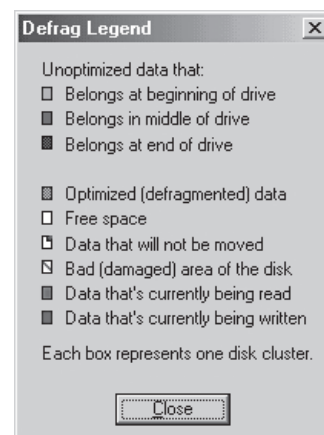 Defrag Legend
Unoptimized data that:
Belongs at beginning of drive
Belongs in middle of drive
Belongs at end of drive
Optimized (defragmented) data
Free space
Data that will not be moved
Bad (damaged) area of the disk
Data that's currently being read
Data that's currently being written
Each box represents one disk cluster.
Close